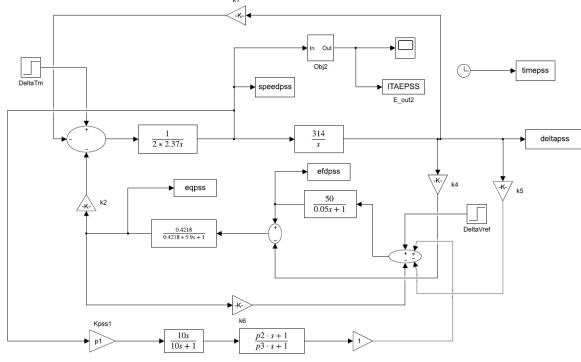 k1
-K-
DeltaTm
In Out
Obj2
ITAEPSS
E_out2
timepss
speedpss
1
2 * 2.37s
314
s
deltapss
k2
-K-
eqpss
efdpss
50
0.05s + 1
-K-
k4
-K-
k5
DeltaVref
0.4218
0.4218 * 5.9s + 1
-K-
k6
Kpss1
p1
10s
10s + 1
p2 · s + 1
p3 · s + 1
1